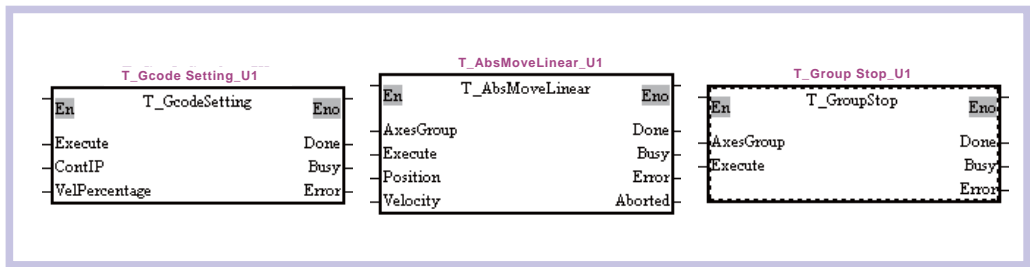 T_Gcode Setting_U1
T_GcodeSetting
En
Eno
Execute
Done
ContIP
Busy
VelPercentage
Error
T_AbsMoveLinear_U1
T_AbsMoveLinear
En
Eno
AxesGroup
Done
Execute
Busy
Position
Error
Velocity
Aborted
T_Group Stop_U1
T_GroupStop
En
Eno
AxesGroup
Done
Execute
Busy
Error